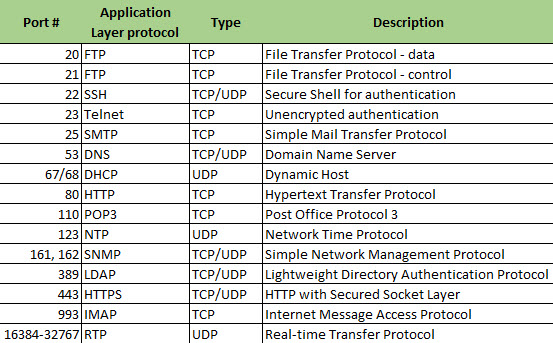 Port # Application Layer protocol Type Description
20 FTP TCP File Transfer Protocol - data
21 FTP TCP File Transfer Protocol - control
22 SSH TCP/UDP Secure Shell for authentication
23 Telnet TCP Unencrypted authentication
25 SMTP TCP Simple Mail Transfer Protocol
53 DNS TCP/UDP Domain Name Server
67/68 DHCP UDP Dynamic Host
80 HTTP TCP Hypertext Transfer Protocol
110 POP3 TCP Post Office Protocol 3
123 NTP UDP Network Time Protocol
161, 162 SNMP TCP/UDP Simple Network Management Protocol
389 LDAP TCP/UDP Lightweight Directory Authentication Protocol
443 HTTPS TCP/UDP HTTP with Secured Socket Layer
993 IMAP TCP Internet Message Access Protocol
16384-32767 RTP UDP Real-time Transfer Protocol